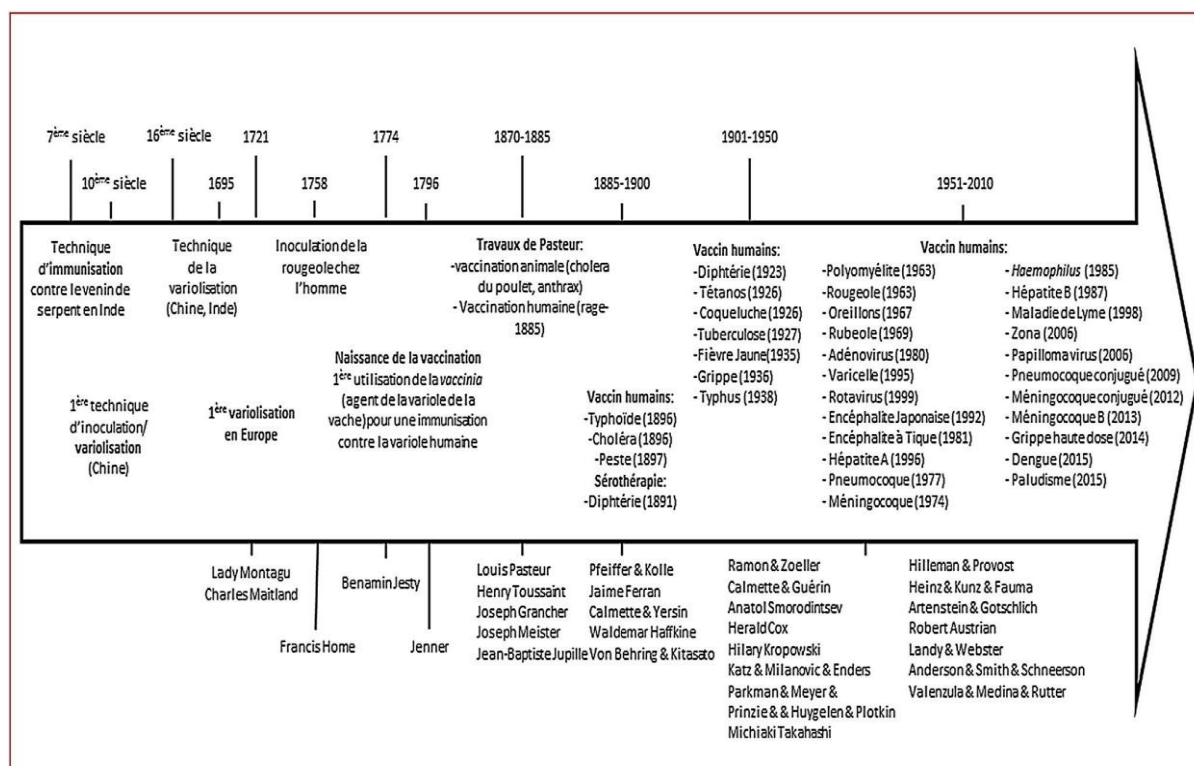 7ème siècle
10ème siècle
16ème siècle
1695
1721
1758
1774
1796
1870-1885
1885-1900
1901-1950
1951-2010
Technique
d'immunisation
contre le venin de
serpent en Inde
1ère technique
d'inoculation/
variolisation
(Chine)
Technique
de la
variolisation
(Chine, Inde)
1ère variolisation
en Europe
Inoculation de la
rougeole chez
l'homme
Naissance de la vaccination
1ère utilisation de la vaccinia
(agent de la variole de la
vache) pour une immunisation
contre la variole humaine
Travaux de Pasteur:
-vaccination animale (cholera
du poulet, anthrax)
- Vaccination humaine (rage-
1885)
Vaccin humains:
-Typhoïde (1896)
-Choléra (1896)
-Peste (1897)
Sérothérapie:
-Diphtérie (1891)
Vaccin humains:
-Diphtérie (1923)
-Tétanos (1926)
-Coqueluche (1926)
-Tuberculose (1927)
-Fièvre Jaune (1935)
-Grippe (1936)
-Typhus (1938)
Vaccin humains:
- Polyomyélite (1963)
- Rougeole (1963)
- Oreillons (1967
- Rubeole (1969)
- Adénovirus (1980)
- Varicelle (1995)
- Rotavirus (1999)
- Encéphalite Japonaise (1992)
- Encéphalite à Tique (1981)
- Hépatite A (1996)
- Pneumocoque (1977)
- Méningocoque (1974)
- Haemophilus (1985)
- Hépatite B (1987)
- Maladie de Lyme (1998)
- Zona (2006)
- Papilloma virus (2006)
- Pneumocoque conjugué (2009)
- Méningocoque conjugué (2012)
- Méningocoque B (2013)
- Grippe haute dose (2014)
- Dengue (2015)
- Paludisme (2015)
Lady Montagu
Charles Maitland
Francis Home
Benamin Jesty
Jenner
Louis Pasteur
Henry Toussaint
Joseph Grancher
Joseph Meister
Jean-Baptiste Jupille
Pfeiffer & Kolle
Jaime Ferran
Calmette & Yersin
Waldemar Haffkine
Von Behring & Kitasato
Ramon & Zoeller
Calmette & Guérin
Anatol Smorodintsev
Herald Cox
Hilary Kropowski
Katz & Milanovic & Enders
Parkman & Meyer &
Prinzie & & Huygelen & Plotkin
Michiaki Takahashi
Hilleman & Provost
Heinz & Kunz & Fauma
Artenstein & Gotschlich
Robert Austrian
Landy & Webster
Anderson & Smith & Schneerson
Valenzula & Medina & Rutter